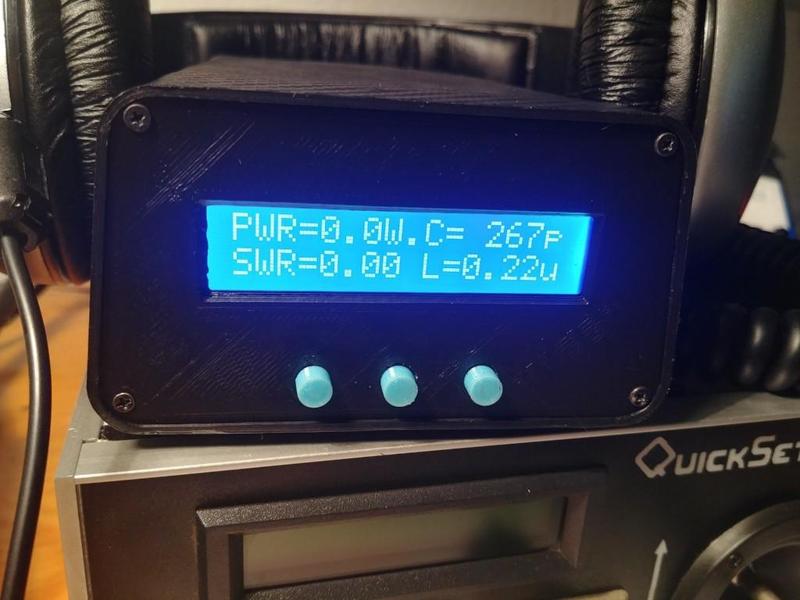 PWR=0.0W.C= 267p
SWR=0.00 L=0.22u
QUICKSET